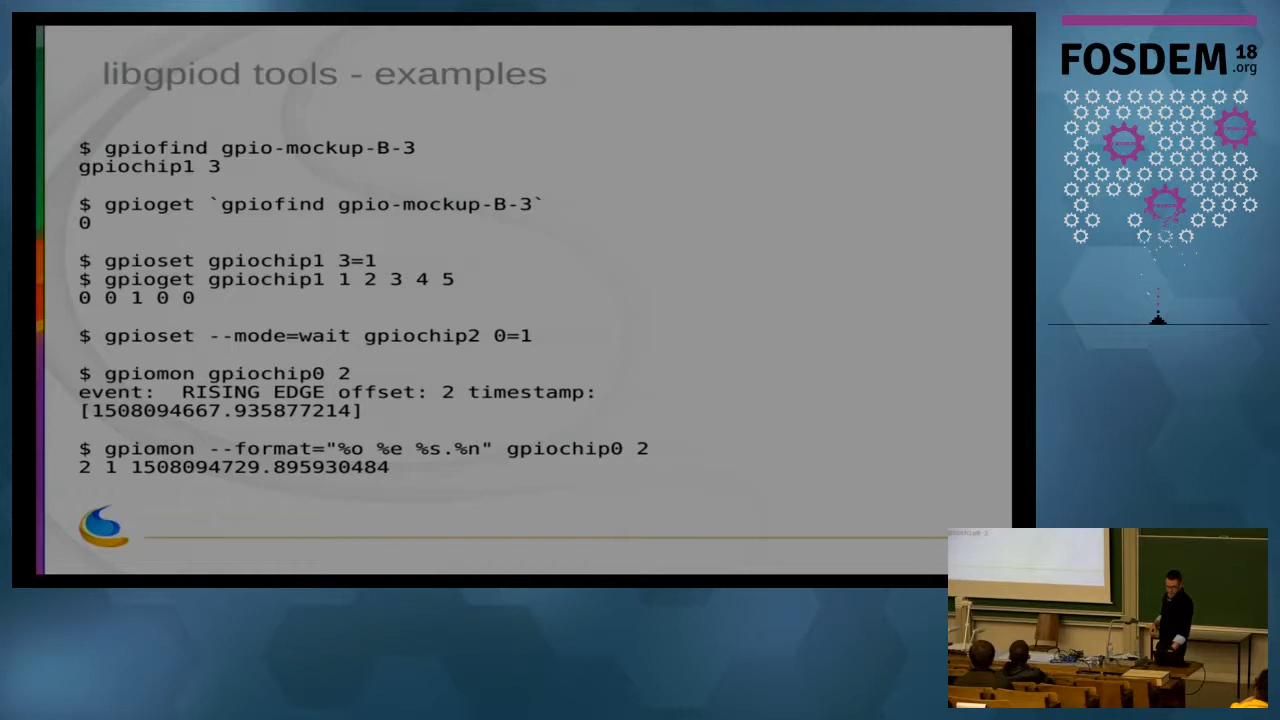 libgpiod tools - examples
$ gpiofind gpio-mockup-B-3
gpiochip1 3
$ gpioget `gpiofind gpio-mockup-B-3`
0
$ gpioset gpiochip1 3=1
$ gpioget gpiochip1 1 2 3 4 5
0 0 1 0 0
$ gpioset --mode=wait gpiochip2 0=1
$ gpiomon gpiochip0 2
event:  RISING EDGE offset: 2 timestamp:
[1508094667.935877214]
$ gpiomon --format="%o %e %s.%n" gpiochip0 2
2 1 1508094729.895930484
FOSDEM 18
.org